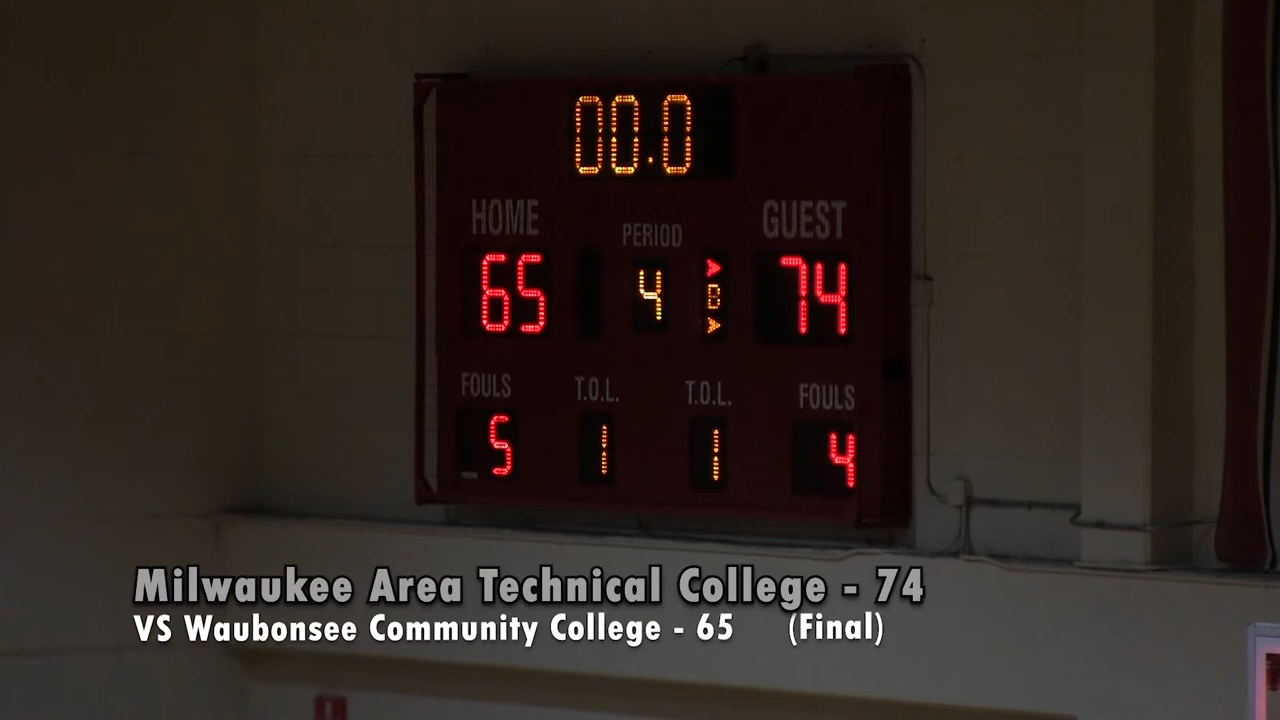 00.0
HOME PERIOD GUEST
65 4 B 74
FOULS T.O.L. T.O.L. FOULS
5 1 1 4
Milwaukee Area Technical College - 74
VS Waubonsee Community College - 65 (Final)